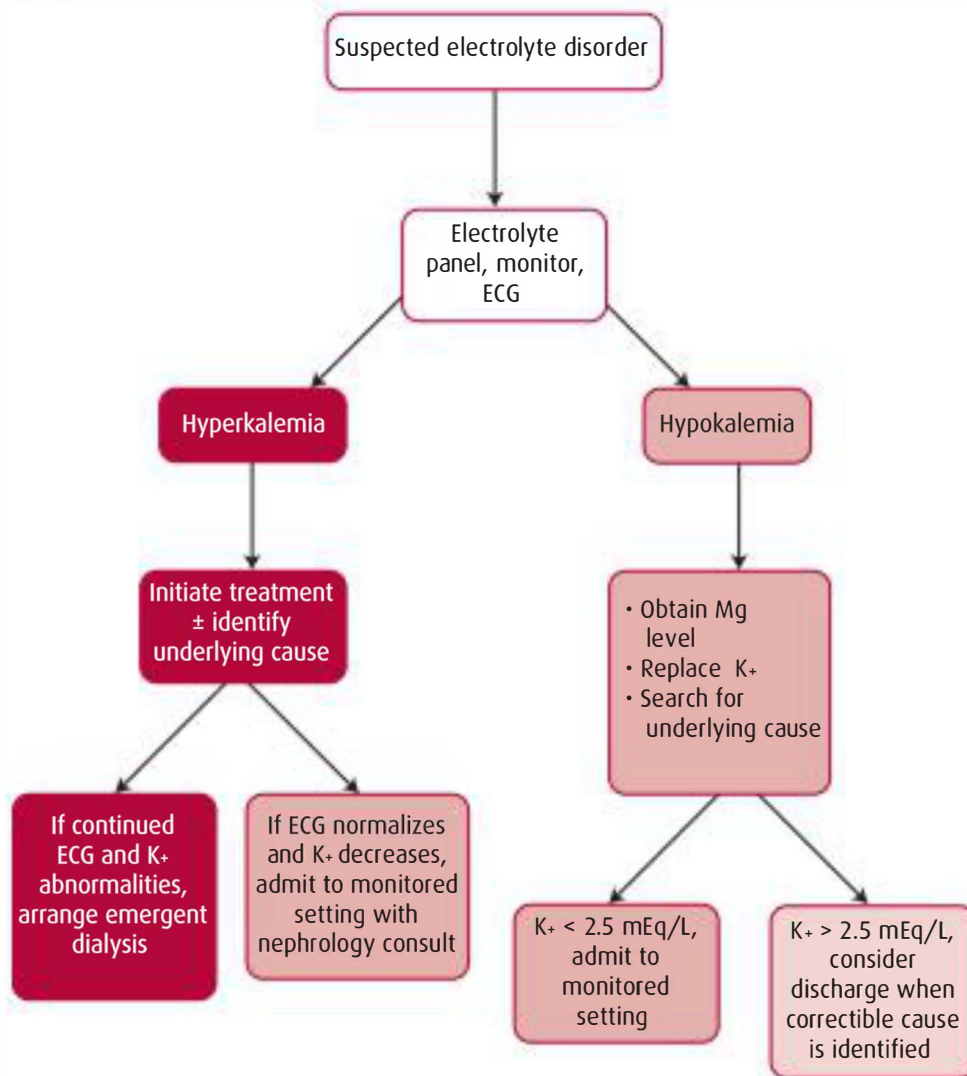 Suspected electrolyte disorder
Electrolyte
panel, monitor,
ECG
Hyperkalemia
Hypokalemia
Initiate treatment
± identify
underlying cause
• Obtain Mg
level
• Replace K+
• Search for
underlying cause
If continued
ECG and K+
abnormalities,
arrange emergent
dialysis
If ECG normalizes
and K+ decreases,
admit to monitored
setting with
nephrology consult
K+ < 2.5 mEq/L,
admit to
monitored
setting
K+ > 2.5 mEq/L,
consider
discharge when
correctible cause
is identified